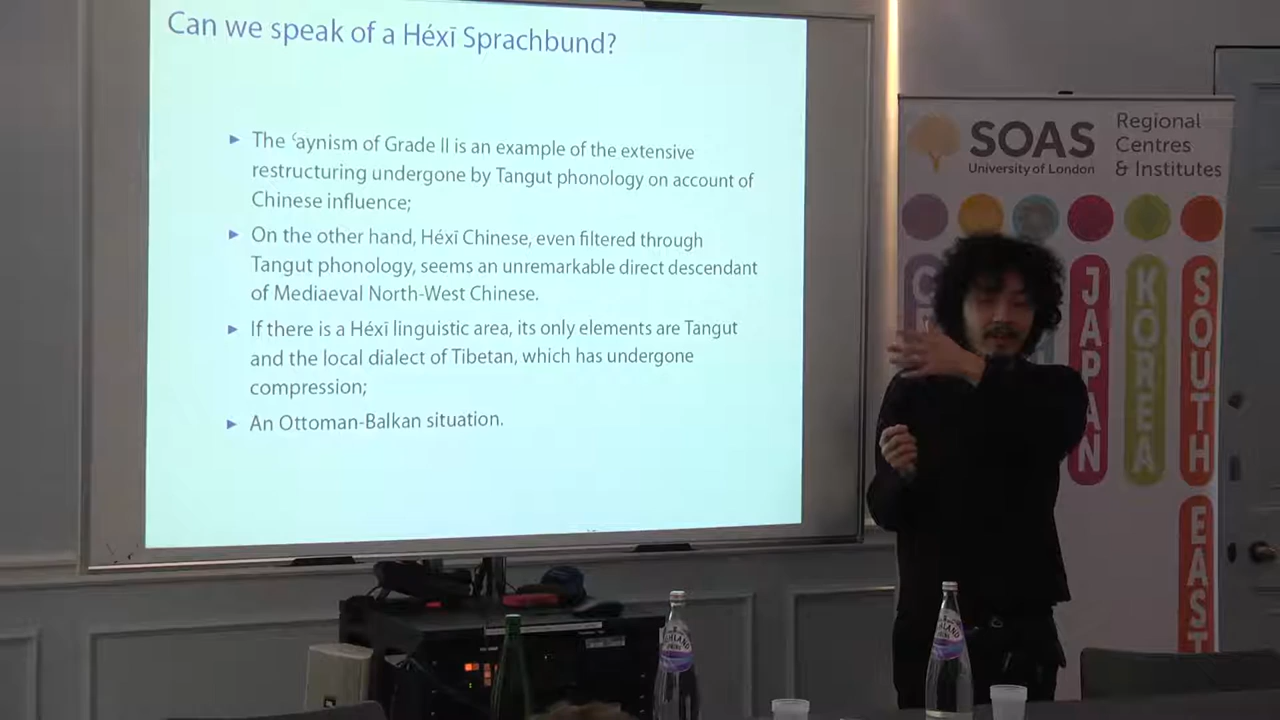 Can we speak of a Héxī Sprachbund?
▶ The ʿaynism of Grade II is an example of the extensive
restructuring undergone by Tangut phonology on account of
Chinese influence;
▶ On the other hand, Héxī Chinese, even filtered through
Tangut phonology, seems an unremarkable direct descendant
of Mediaeval North-West Chinese.
▶ If there is a Héxī linguistic area, its only elements are Tangut
and the local dialect of Tibetan, which has undergone
compression;
▶ An Ottoman-Balkan situation.
SOAS
University of London
Regional
Centres
& Institutes
JAPAN
KOREA
SOUTH
EAST